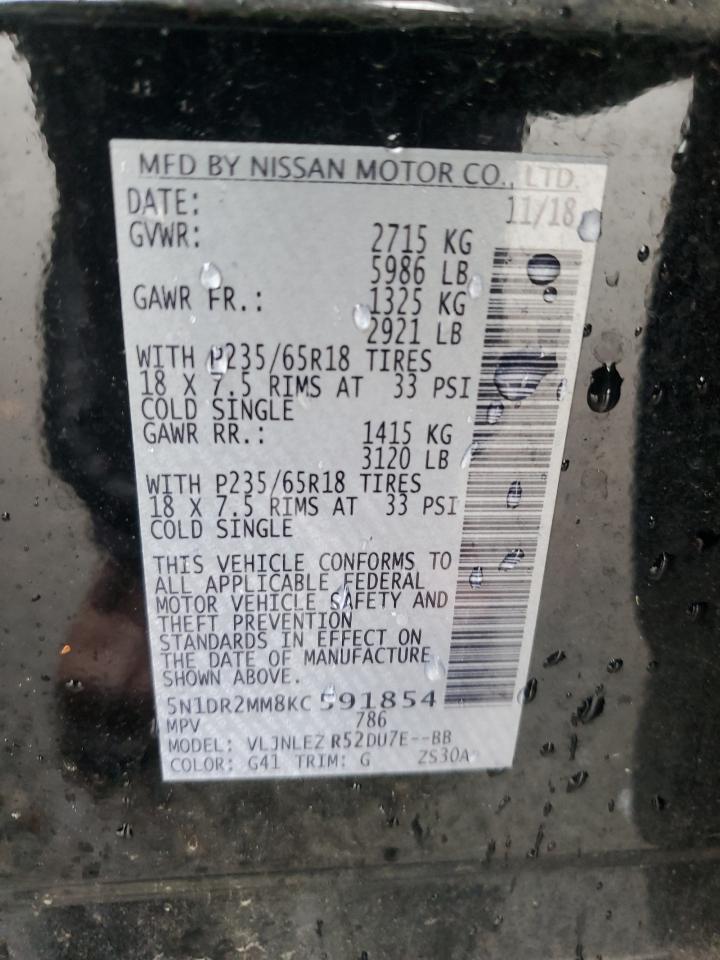 MFD BY NISSAN MOTOR CO., LTD.
DATE: 11/18
GVWR: 2715 KG
5986 LB
GAWR FR.: 1325 KG
2921 LB
WITH P235/65R18 TIRES
18 X 7.5 RIMS AT 33 PSI
COLD SINGLE
GAWR RR.: 1415 KG
3120 LB
WITH P235/65R18 TIRES
18 X 7.5 RIMS AT 33 PSI
COLD SINGLE
THIS VEHICLE CONFORMS TO
ALL APPLICABLE FEDERAL
MOTOR VEHICLE SAFETY AND
THEFT PREVENTION
STANDARDS IN EFFECT ON
THE DATE OF MANUFACTURE
SHOWN ABOVE.
5N1DR2MM8KC 591854
MPV 786
MODEL: VLJNLEZ R52DU7E--BB
COLOR: G41 TRIM: G ZS30A